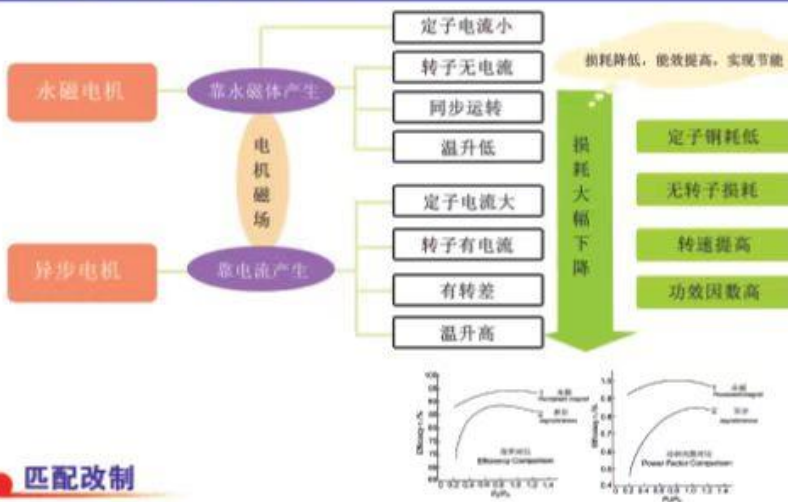 定子电流小
转子无电流
同步运转
温升低
永磁电机
靠永磁体产生
电机磁场
损耗降低，能效提高，实现节能
损耗大幅下降
定子铜耗低
无转子损耗
转速提高
功效因数高
定子电流大
转子有电流
有转差
温升高
异步电机
靠电流产生
Efficiency Comparison
Power Factor Comparison
匹配改制